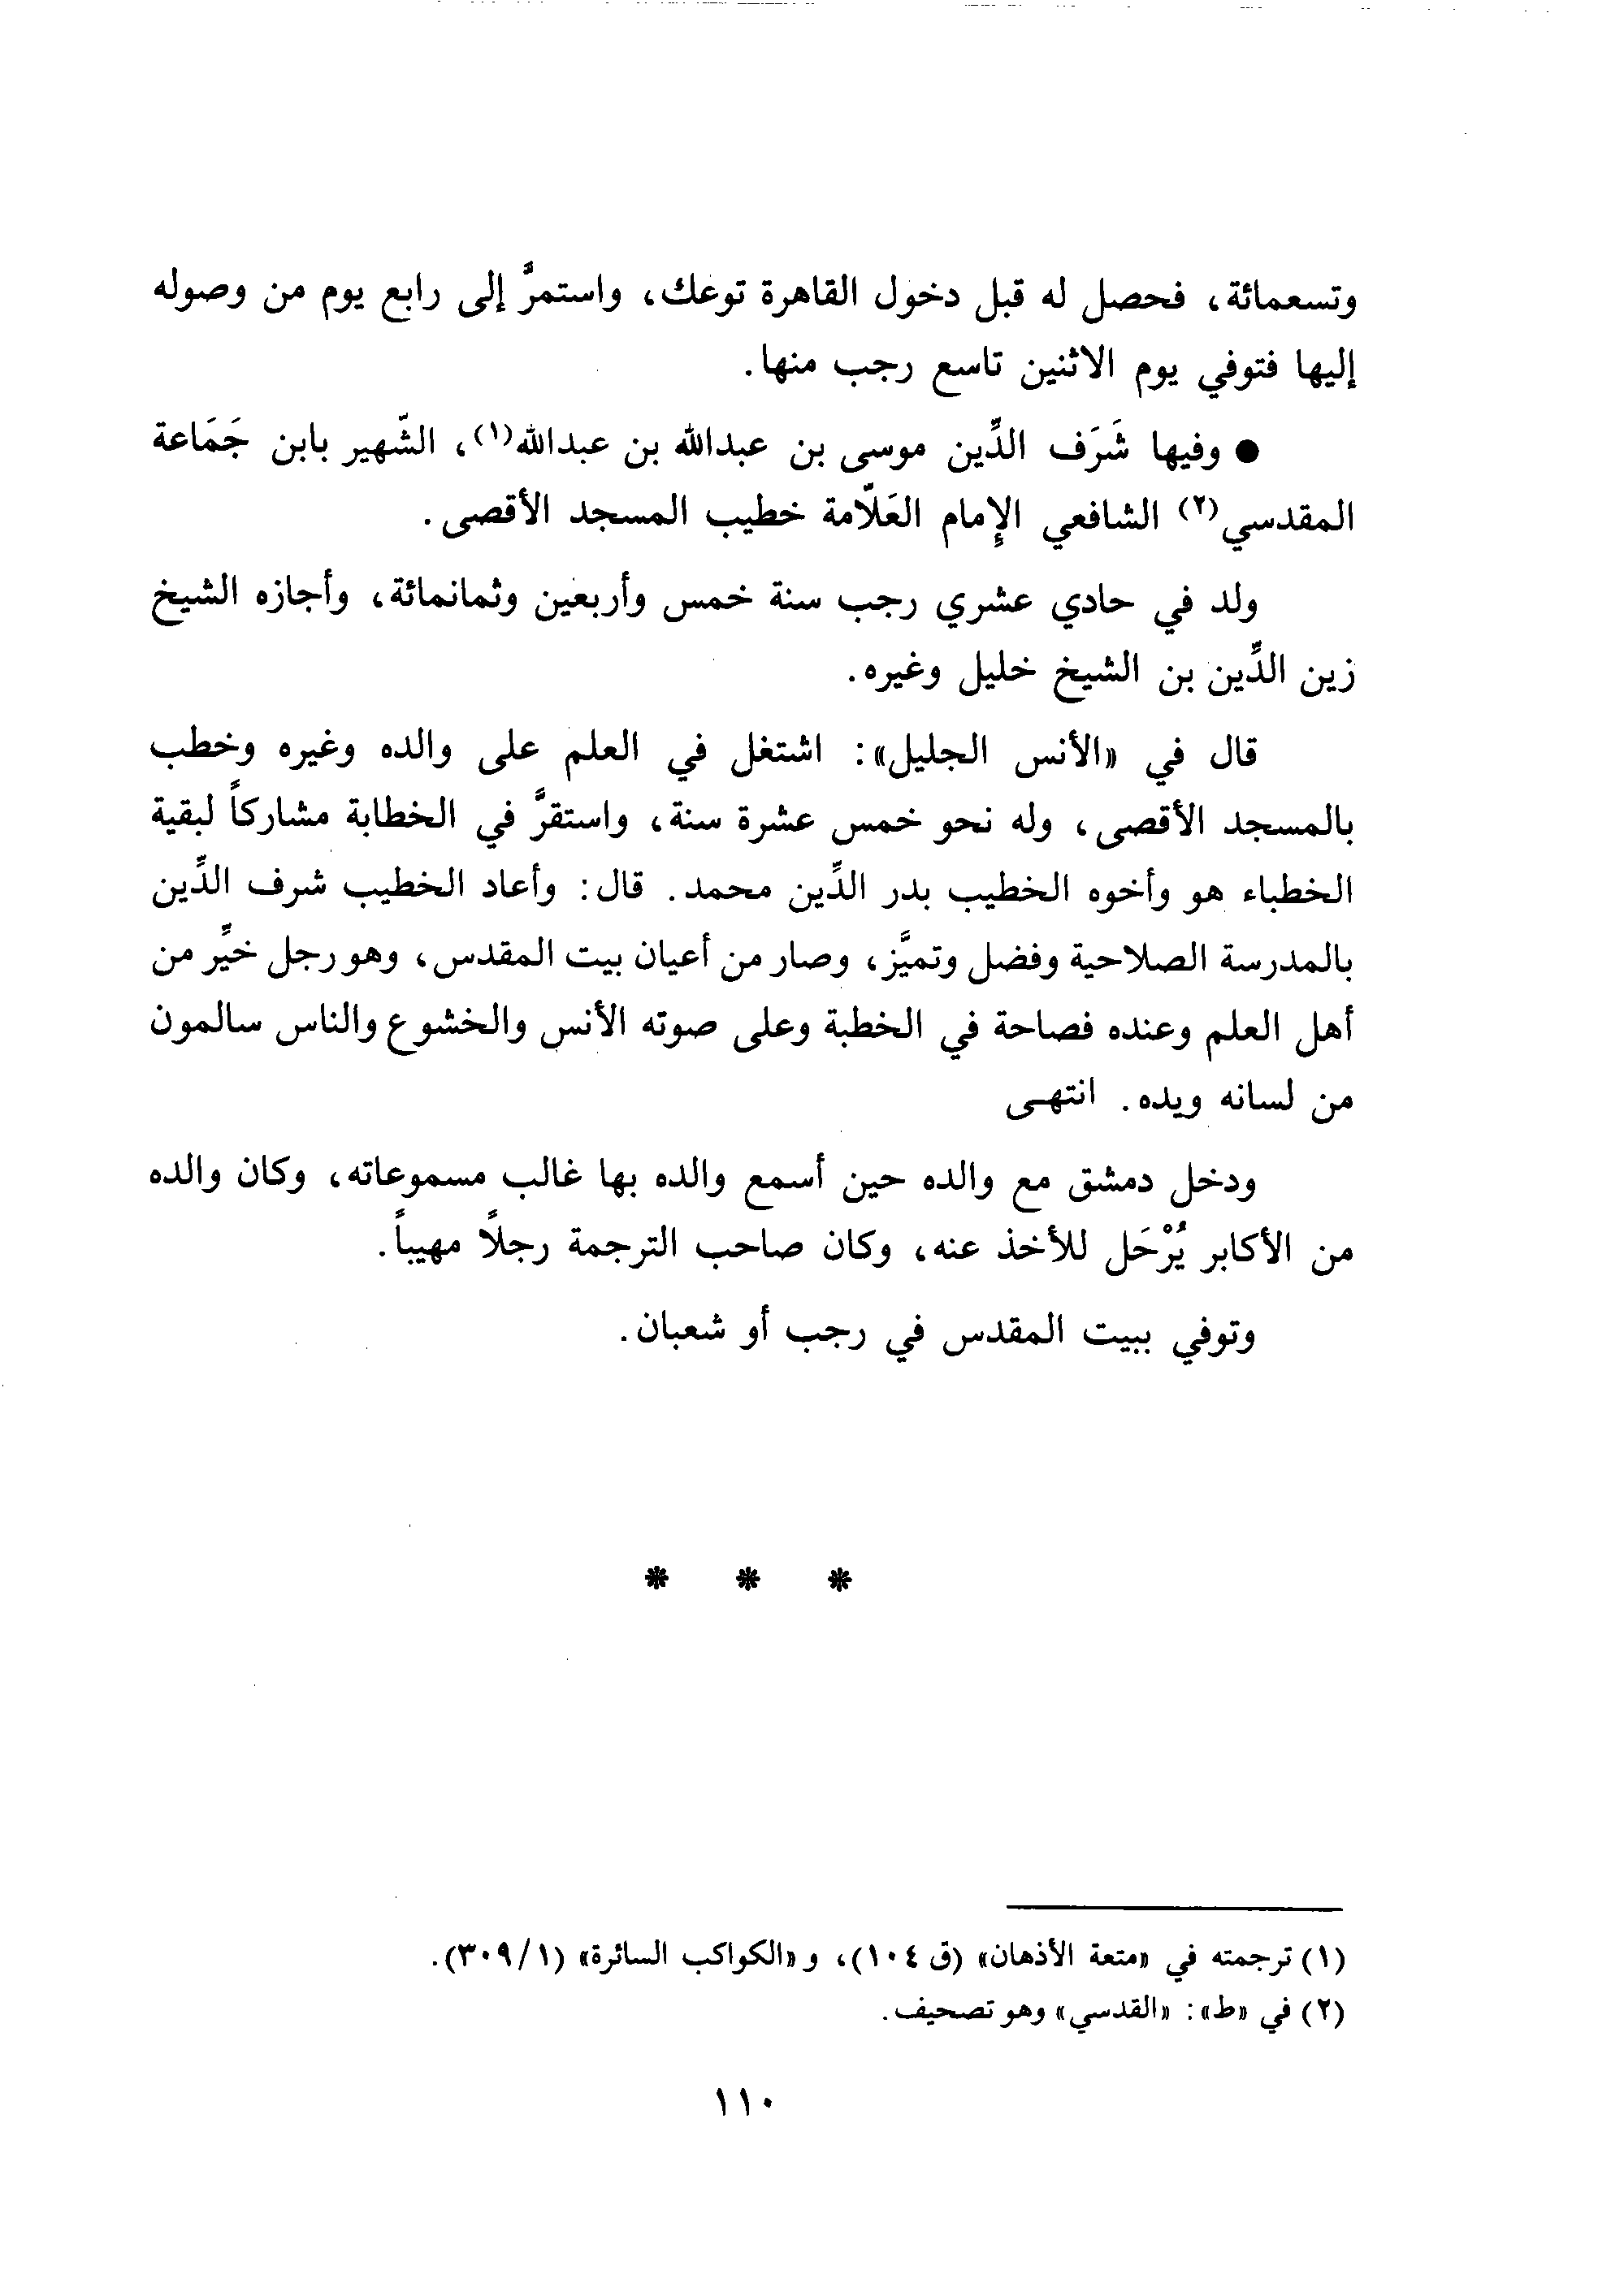 وتسعمائة، فحصل له قبل دخول القاهرة توعك، واستمرَّ إلى رابع يوم من وصوله
إليها فتوفي يوم الاثنين تاسع رجب منها.
● وفيها شَرَف الدِّين موسى بن عبدالله بن عبدالله(١)، الشّهير بابن جَمَاعة
المقدسي(٢) الشافعي الإِمام العَلّامة خطيب المسجد الأقصى.
ولد في حادي عشري رجب سنة خمس وأربعين وثمانمائة، وأجازه الشيخ
زين الدِّين بن الشيخ خليل وغيره.
قال في «الأنس الجليل»: اشتغل في العلم على والده وغيره وخطب
بالمسجد الأقصى، وله نحو خمس عشرة سنة، واستقرَّ في الخطابة مشاركاً لبقية
الخطباء هو وأخوه الخطيب بدر الدِّين محمد. قال: وأعاد الخطيب شرف الدِّين
بالمدرسة الصلاحية وفضل وتميَّز، وصار من أعيان بيت المقدس، وهو رجل خيِّر من
أهل العلم وعنده فصاحة في الخطبة وعلى صوته الأنس والخشوع والناس سالمون
من لسانه ويده. انتهى
ودخل دمشق مع والده حين أسمع والده بها غالب مسموعاته، وكان والده
من الأكابر يُرْحَل للأخذ عنه، وكان صاحب الترجمة رجلًا مهيباً.
وتوفي ببيت المقدس في رجب أو شعبان.
* * *
(١) ترجمته في «متعة الأذهان» (ق ١٠٤)، و «الكواكب السائرة» (١/ ٣٠٩).
(٢) في «ط»: «القدسي» وهو تصحيف.
١١٠